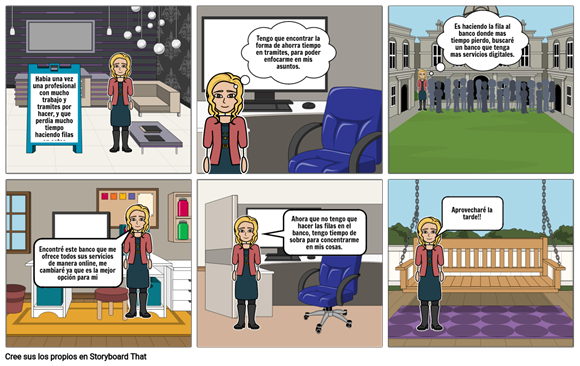 Había una vez
una profesional
con mucho
trabajo y
tramites por
hacer, y que
perdía mucho
tiempo
haciendo filas
Tengo que encontrar la
forma de ahorra tiempo
en tramites, para poder
enfocarme en mis
asuntos.
Es haciendo la fila al
banco donde mas
tiempo pierdo, buscaré
un banco que tenga
mas servicios digitales.
Encontré este banco que me
ofrece todos sus servicios
de manera online, me
cambiaré ya que es la mejor
opción para mi
Ahora que no tengo que
hacer las filas en el
banco, tengo tiempo de
sobra para concentrarme
en mis cosas.
Aprovecharé la
tarde!!
Cree sus los propios en Storyboard That